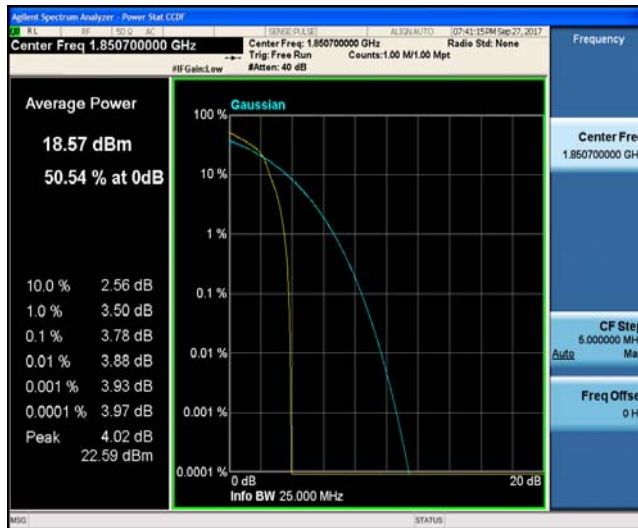 Agilent Spectrum Analyzer - Power Stat CCDF
RL RF 50 Ω AC SENSE:PULSE ALIGN AUTO 07:41:15 PM Sep 27, 2017
Center Freq 1.850700000 GHz
Center Freq: 1.850700000 GHz Radio Std: None
Trig: Free Run Counts:1.00 M/1.00 Mpt
#IFGain:Low #Atten: 40 dB
Frequency
Average Power
18.57 dBm
50.54 % at 0dB
10.0 % 2.56 dB
1.0 % 3.50 dB
0.1 % 3.78 dB
0.01 % 3.88 dB
0.001 % 3.93 dB
0.0001 % 3.97 dB
Peak 4.02 dB
22.59 dBm
Gaussian
100 %
10 %
1 %
0.1 %
0.01 %
0.001 %
0.0001 %
0 dB 20 dB
Info BW 25.000 MHz
Center Fre
1.850700000 GH
CF Ste
5.000000 MH
Auto Ma
Freq Offse
0 H
MSG STATUS